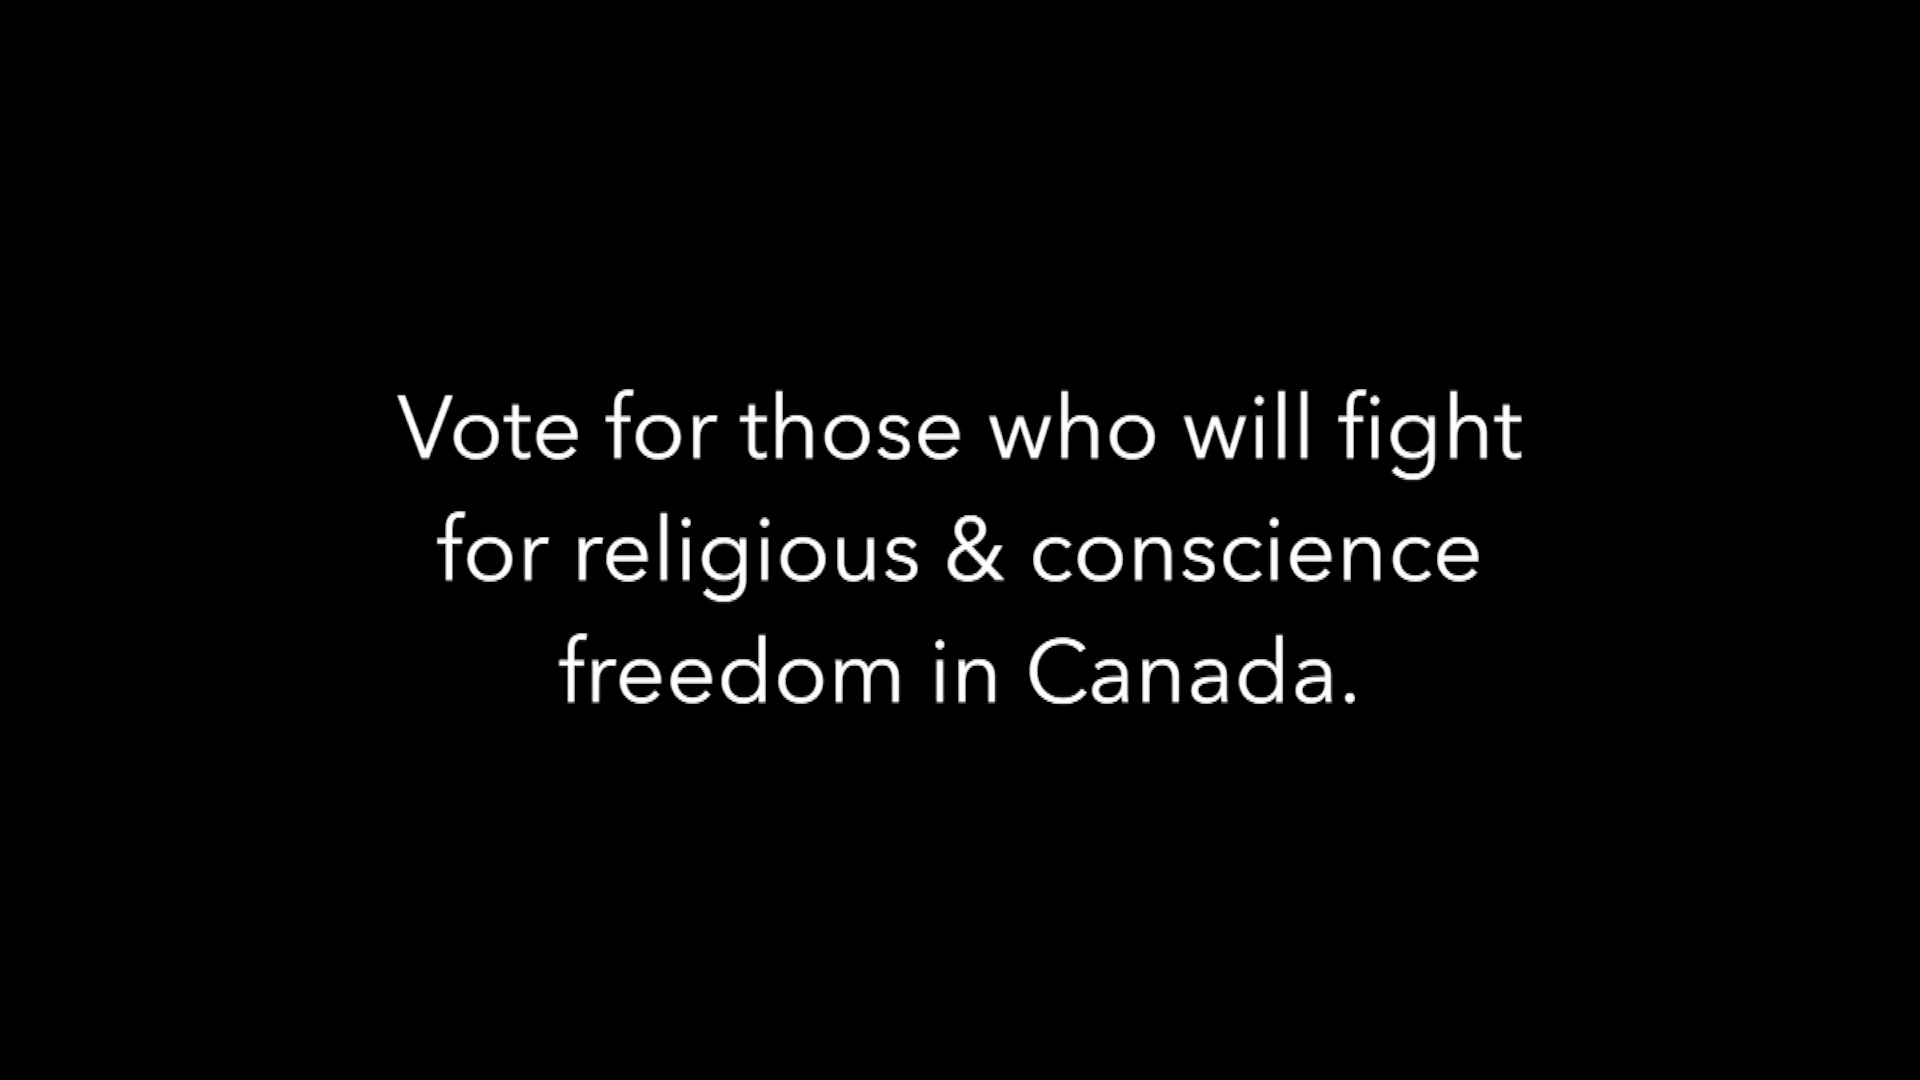 Vote for those who will fight
for religious & conscience
freedom in Canada.